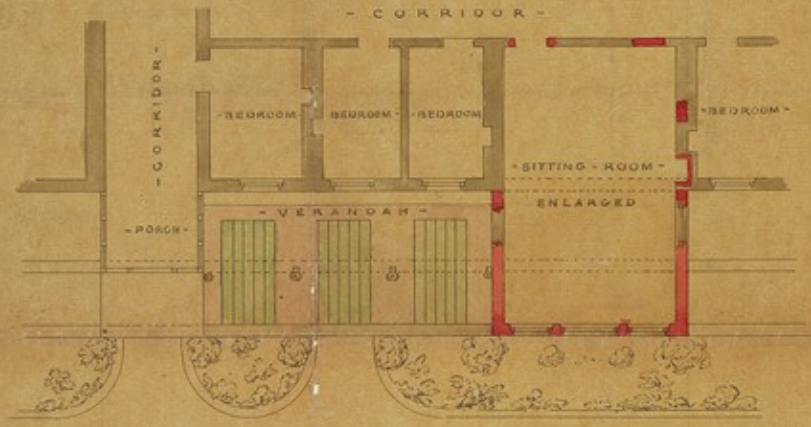 - CORRIDOR -
- CORRIDOR -
- BEDROOM -
- BEDROOM -
- BEDROOM
- BEDROOM -
- SITTING - ROOM -
ENLARGED
- VERANDAH -
- PORCH -